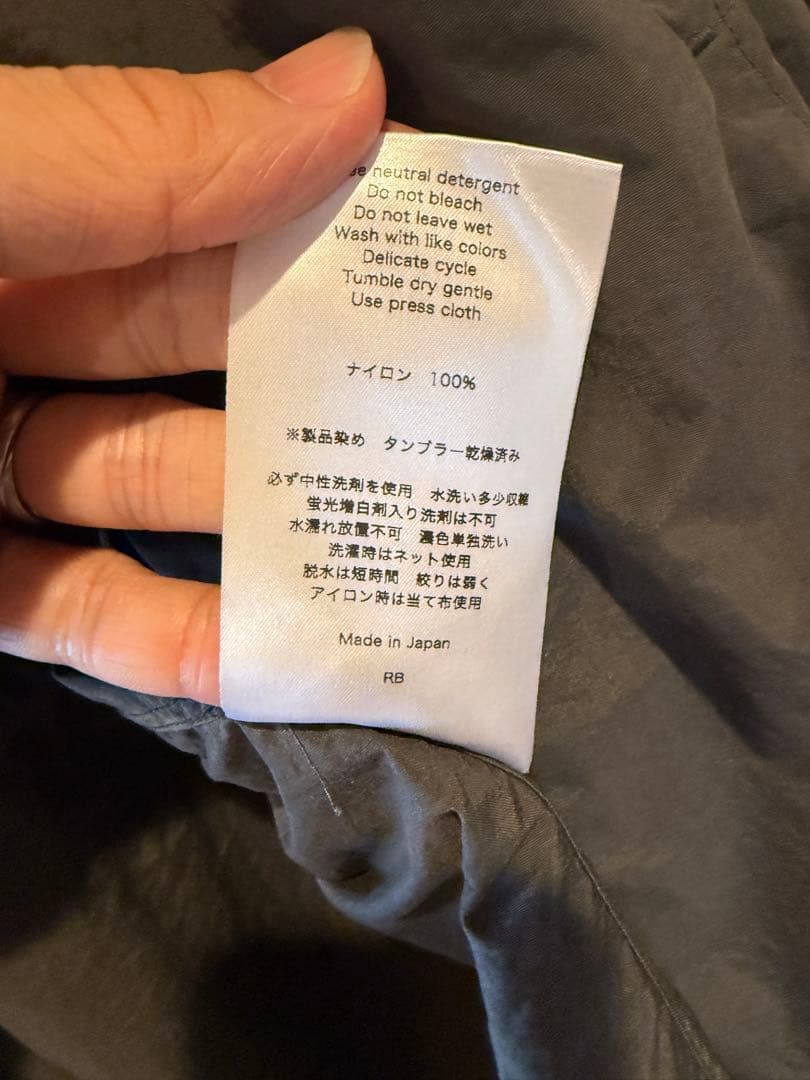 neutral detergent
Do not bleach
Do not leave wet
Wash with like colors
Delicate cycle
Tumble dry gentle
Use press cloth
ナイロン 100%
※製品染め タンブラー乾燥済み
必ず中性洗剤を使用 水洗い多少収縮
蛍光増白剤入り洗剤は不可
水濡れ放置不可 濃色単独洗い
洗濯時はネット使用
脱水は短時間 絞りは弱く
アイロン時は当て布使用
Made in Japan
RB